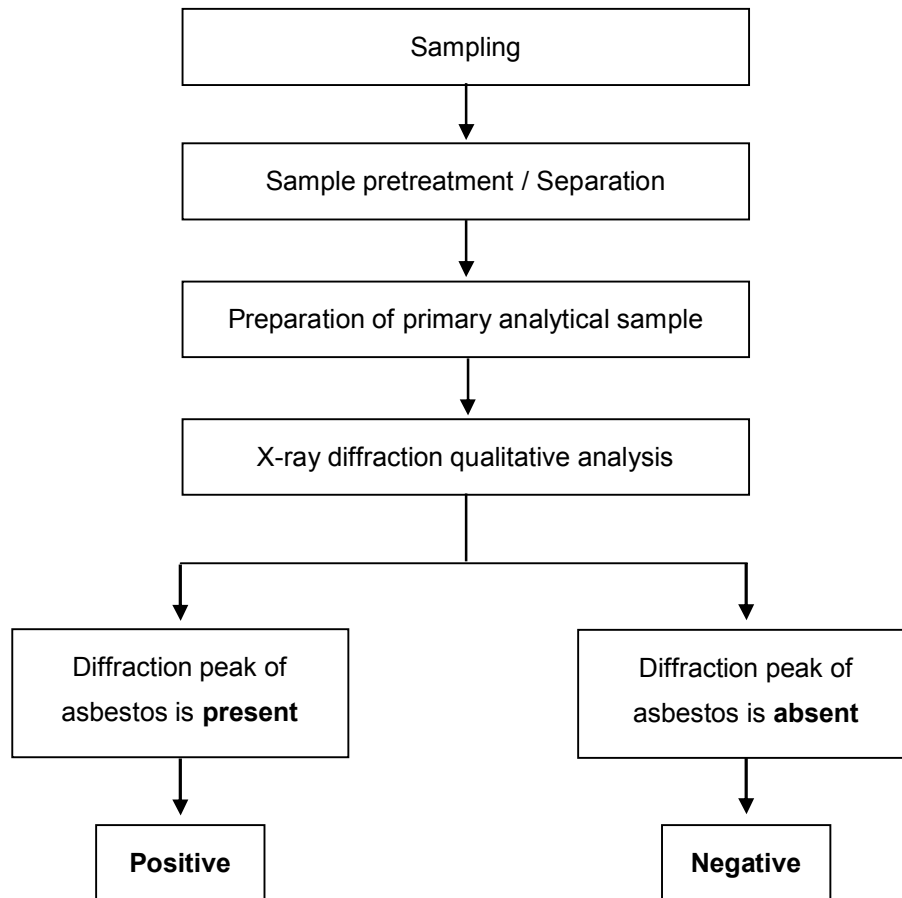 Sampling
Sample pretreatment / Separation
Preparation of primary analytical sample
X-ray diffraction qualitative analysis
Diffraction peak of
asbestos is present
Diffraction peak of
asbestos is absent
Positive
Negative